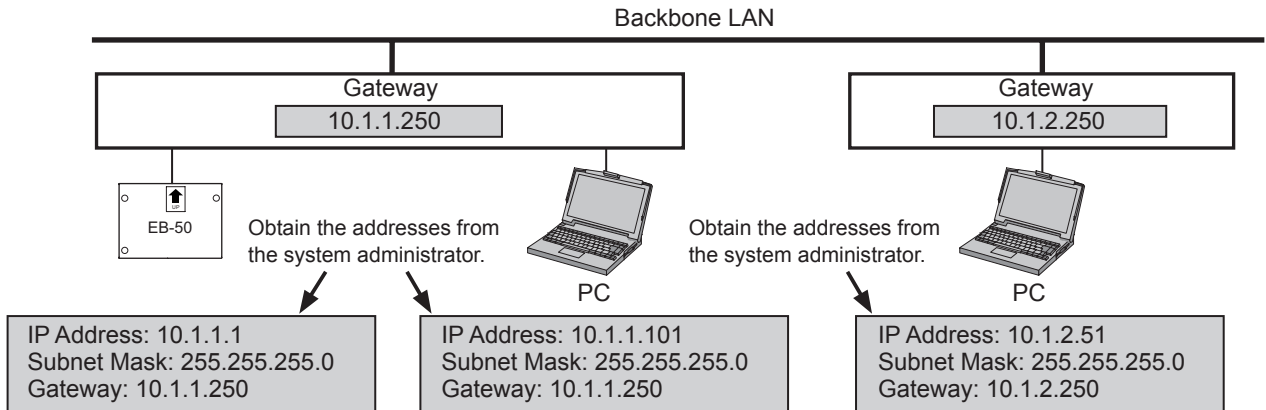 Backbone LAN
Gateway
10.1.1.250
Gateway
10.1.2.250
UP
EB-50
Obtain the addresses from
the system administrator.
PC
Obtain the addresses from
the system administrator.
PC
IP Address: 10.1.1.1
Subnet Mask: 255.255.255.0
Gateway: 10.1.1.250
IP Address: 10.1.1.101
Subnet Mask: 255.255.255.0
Gateway: 10.1.1.250
IP Address: 10.1.2.51
Subnet Mask: 255.255.255.0
Gateway: 10.1.2.250